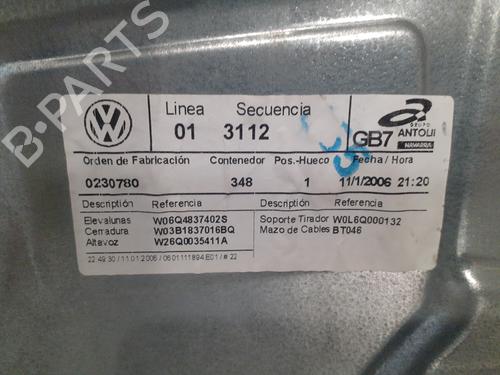 B-PARTS
Linea Secuencia
01 3112
GB7
GRUPO
ANTOLIN
NAVARRA
Orden de Fabricación Contenedor Pos.-Hueco Fecha / Hora
0230780 348 1 11/1/2006 21:20
Descripción Referencia Descripción Referencia
Elevalunas W06Q4837402S
Cerradura W03B1837016BQ
Altavoz W26Q0035411A
Soporte Tirador W0L6Q000132
Mazo de Cables BT046
22:49:30 / 11.01.2006 / 0601111894.E01 / # 22